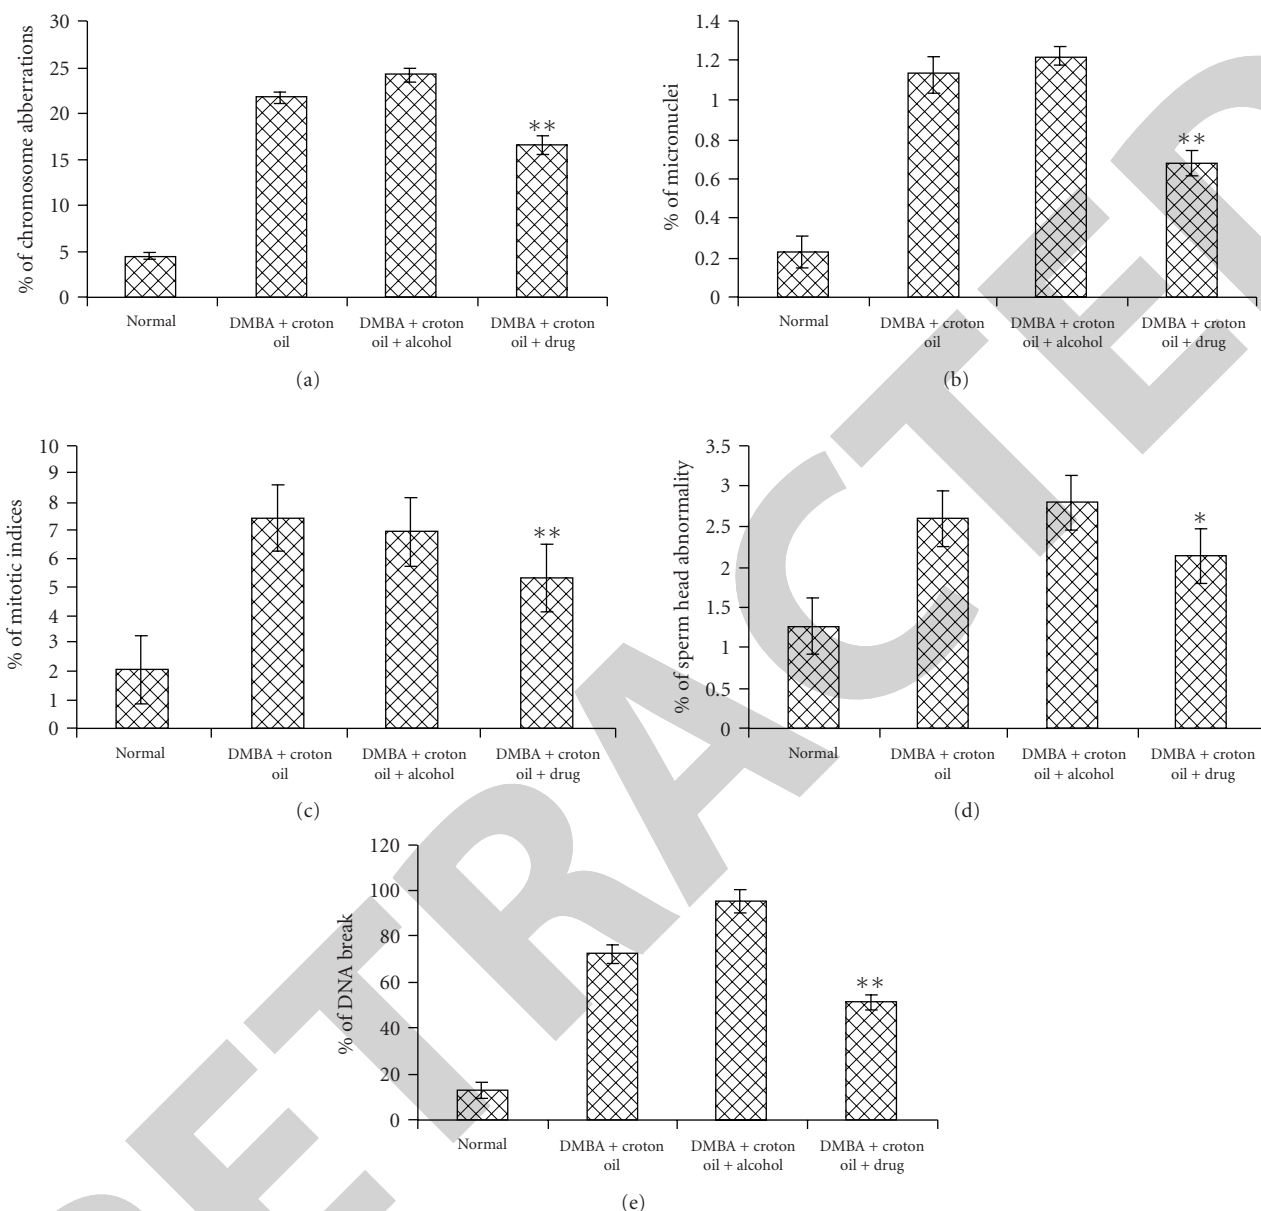 30
25
20
15
10
5
0
% of chromosome abberrations
**
Normal
DMBA + croton
oil
DMBA + croton
oil + alcohol
DMBA + croton
oil + drug
(a)
1.4
1.2
1
0.8
0.6
0.4
0.2
0
% of micronuclei
**
Normal
DMBA + croton
oil
DMBA + croton
oil + alcohol
DMBA + croton
oil + drug
(b)
10
9
8
7
6
5
4
3
2
1
0
% of mitotic indices
**
Normal
DMBA + croton
oil
DMBA + croton
oil + alcohol
DMBA + croton
oil + drug
(c)
3.5
3
2.5
2
1.5
1
0.5
0
% of sperm head abnormality
*
Normal
DMBA + croton
oil
DMBA + croton
oil + alcohol
DMBA + croton
oil + drug
(d)
120
100
80
60
40
20
0
% of DNA break
**
Normal
DMBA + croton
oil
DMBA + croton
oil + alcohol
DMBA + croton
oil + drug
(e)
RETRACTED